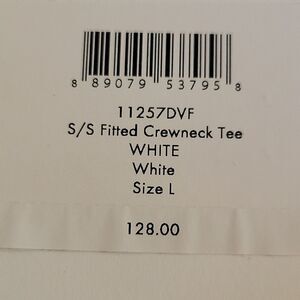 8 89079 53795 8
11257DVF
S/S Fitted Crewneck Tee
WHITE
White
Size L
128.00